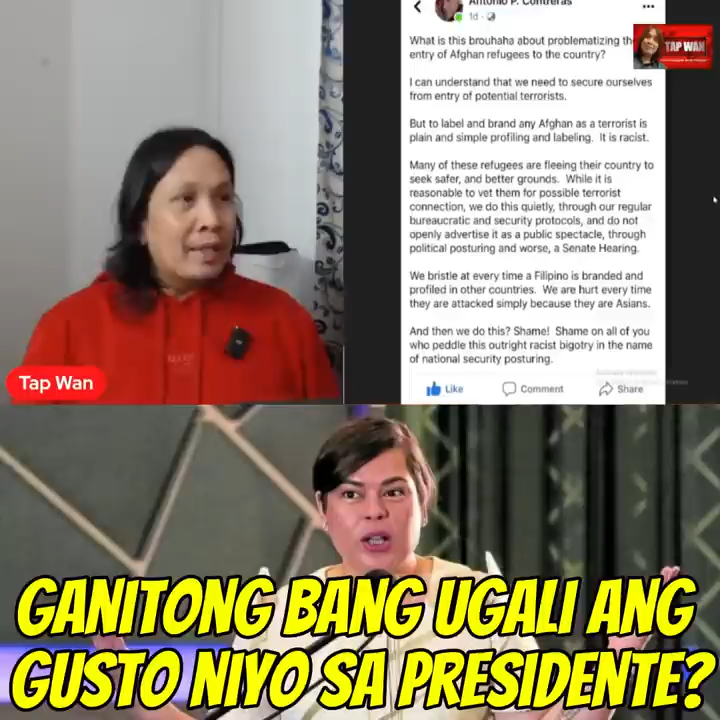 Antonio P. Contreras
1d
TAP WAN
What is this brouhaha about problematizing the
entry of Afghan refugees to the country?
I can understand that we need to secure ourselves
from entry of potential terrorists.
But to label and brand any Afghan as a terrorist is
plain and simple profiling and labeling. It is racist.
Many of these refugees are fleeing their country to
seek safer, and better grounds. While it is
reasonable to vet them for possible terrorist
connection, we do this quietly, through our regular
bureaucratic and security protocols, and do not
openly advertise it as a public spectacle, through
political posturing and worse, a Senate Hearing.
We bristle at every time a Filipino is branded and
profiled in other countries. We are hurt every time
they are attacked simply because they are Asians.
And then we do this? Shame! Shame on all of you
who peddle this outright racist bigotry in the name
of national security posturing.
Like
Comment
Share
Tap Wan
GANITONG BANG UGALI ANG
GUSTO NIYO SA PRESIDENTE?